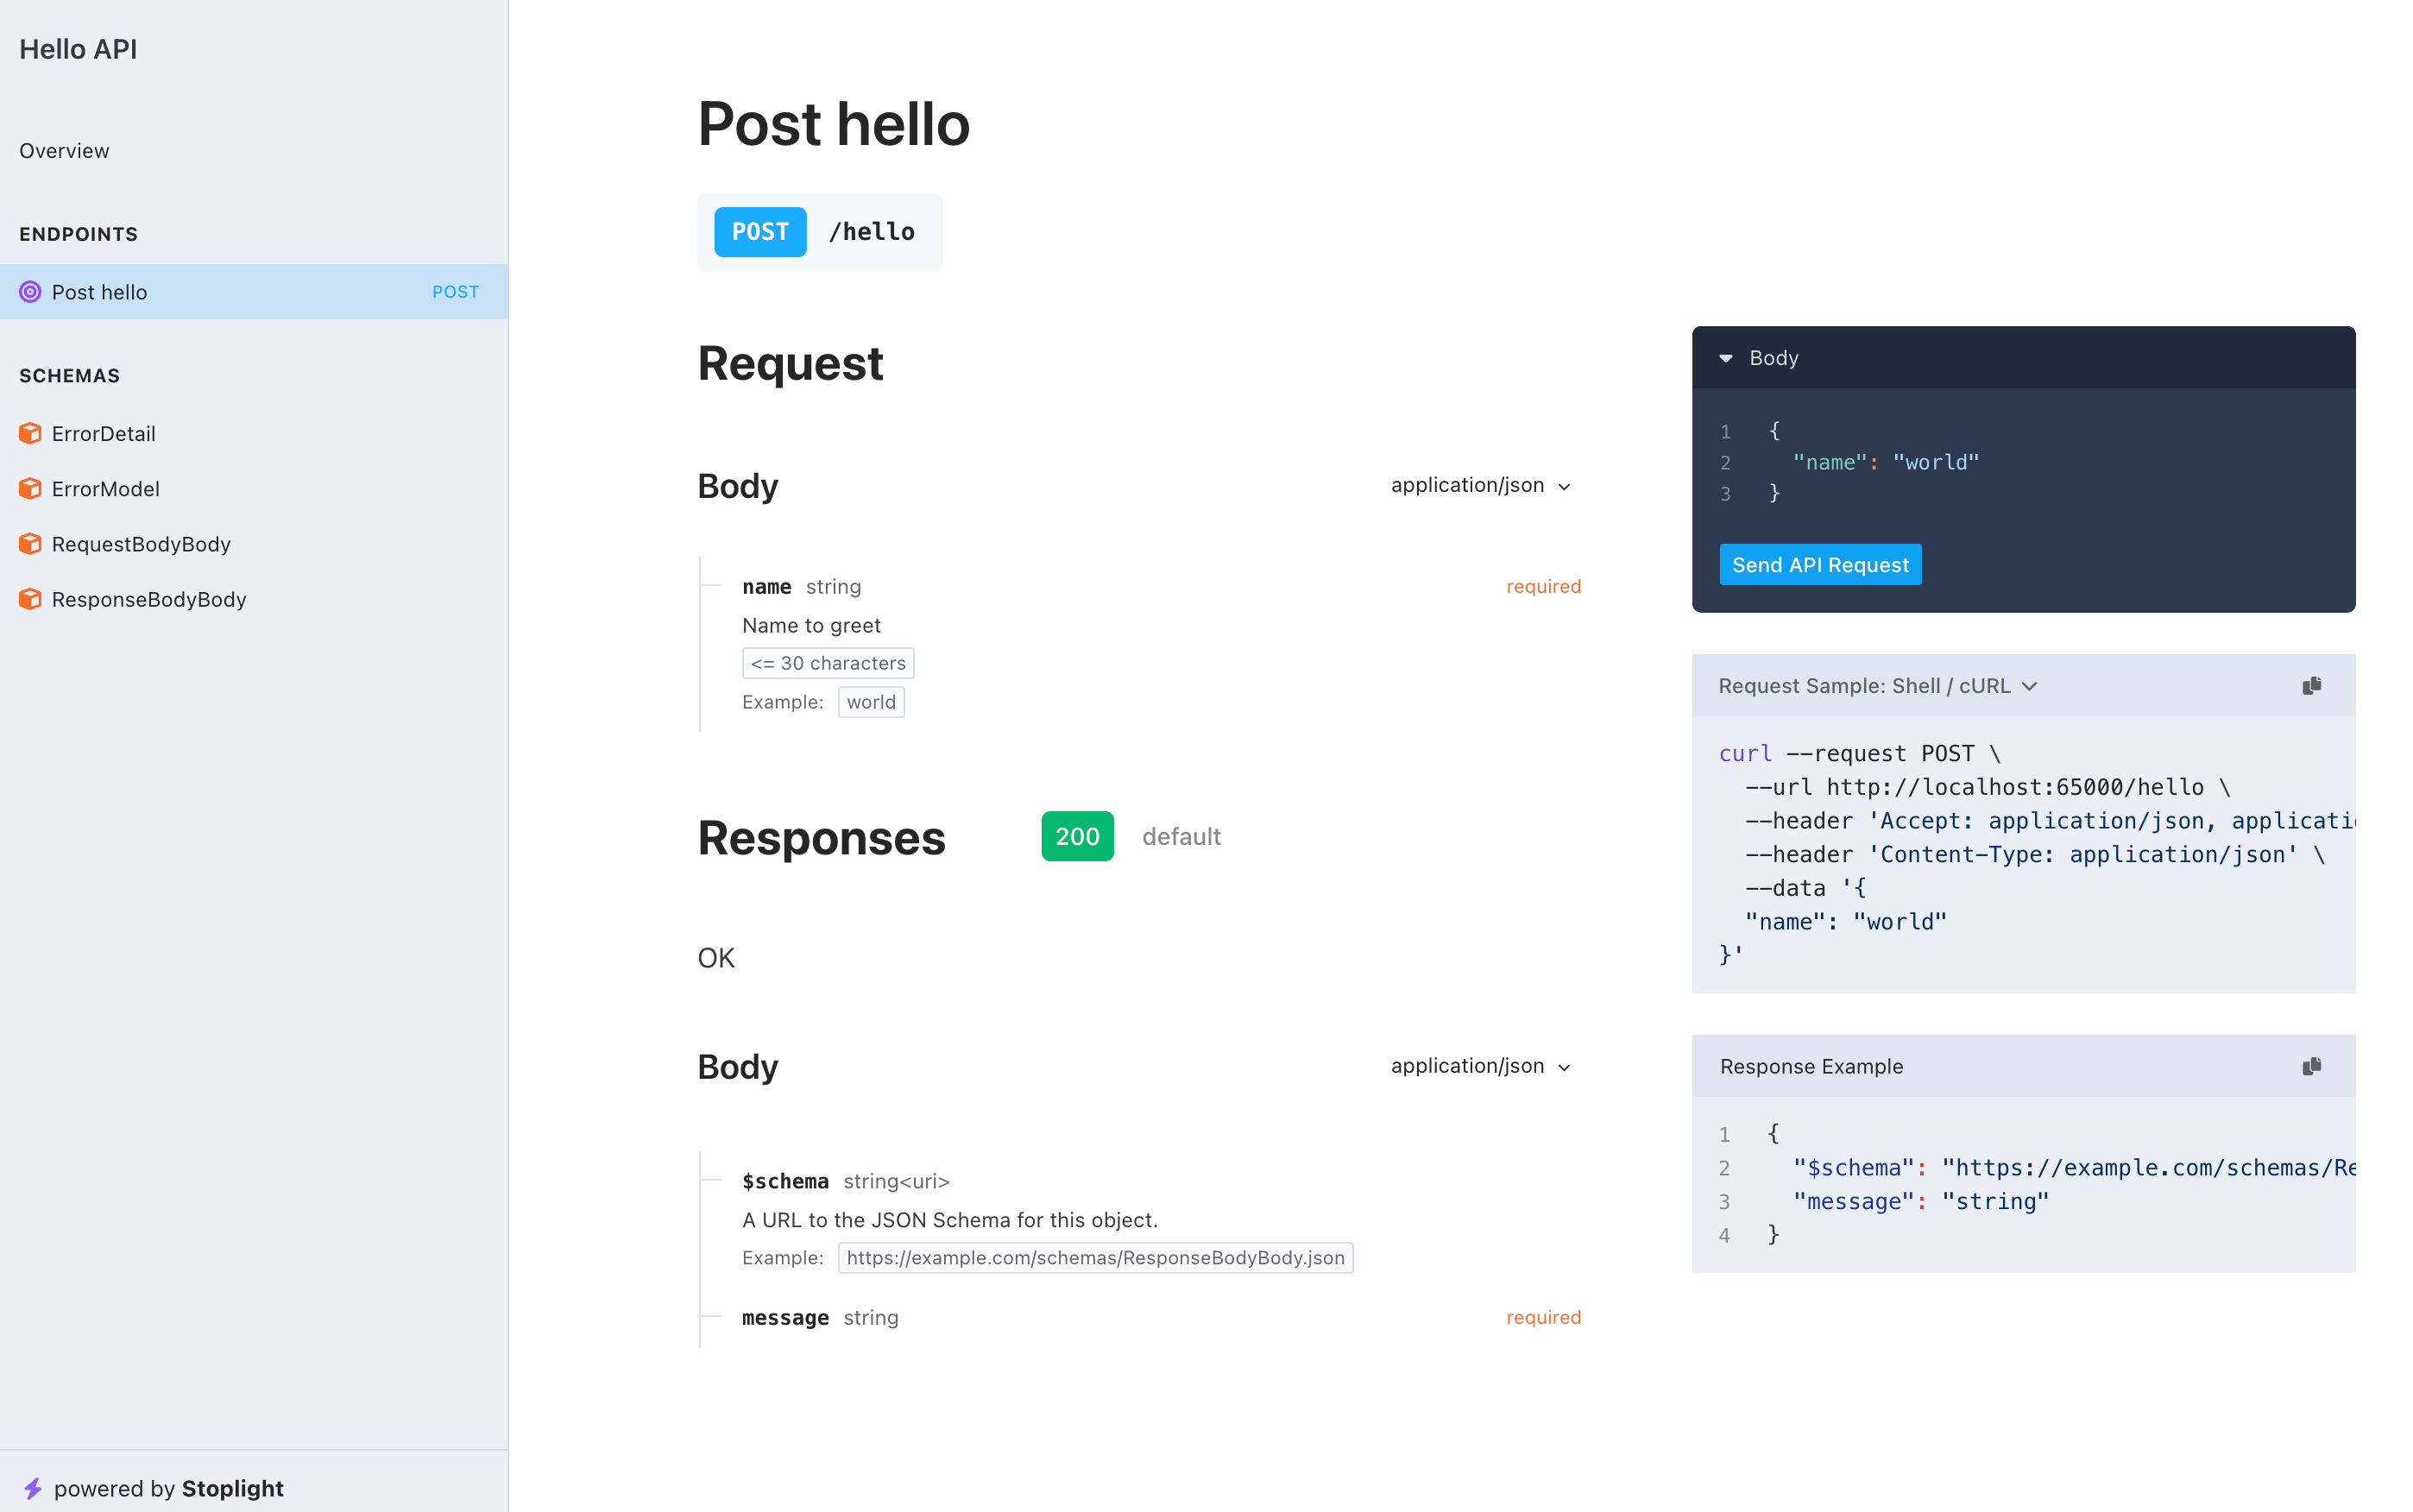 Hello API
Overview
ENDPOINTS
Post hello POST
SCHEMAS
ErrorDetail
ErrorModel
RequestBodyBody
ResponseBodyBody
powered by Stoplight
Post hello
POST /hello
Request
Body application/json
name string required
Name to greet
<= 30 characters
Example: world
Responses 200 default
OK
Body application/json
$schema string<uri>
A URL to the JSON Schema for this object.
Example: https://example.com/schemas/ResponseBodyBody.json
message string required
Body
1 {
2 "name": "world"
3 }
Send API Request
Request Sample: Shell / cURL
curl --request POST \
--url http://localhost:65000/hello \
--header 'Accept: application/json, applicati
--header 'Content-Type: application/json' \
--data '{
"name": "world"
}'
Response Example
1 {
2 "$schema": "https://example.com/schemas/Re
3 "message": "string"
4 }